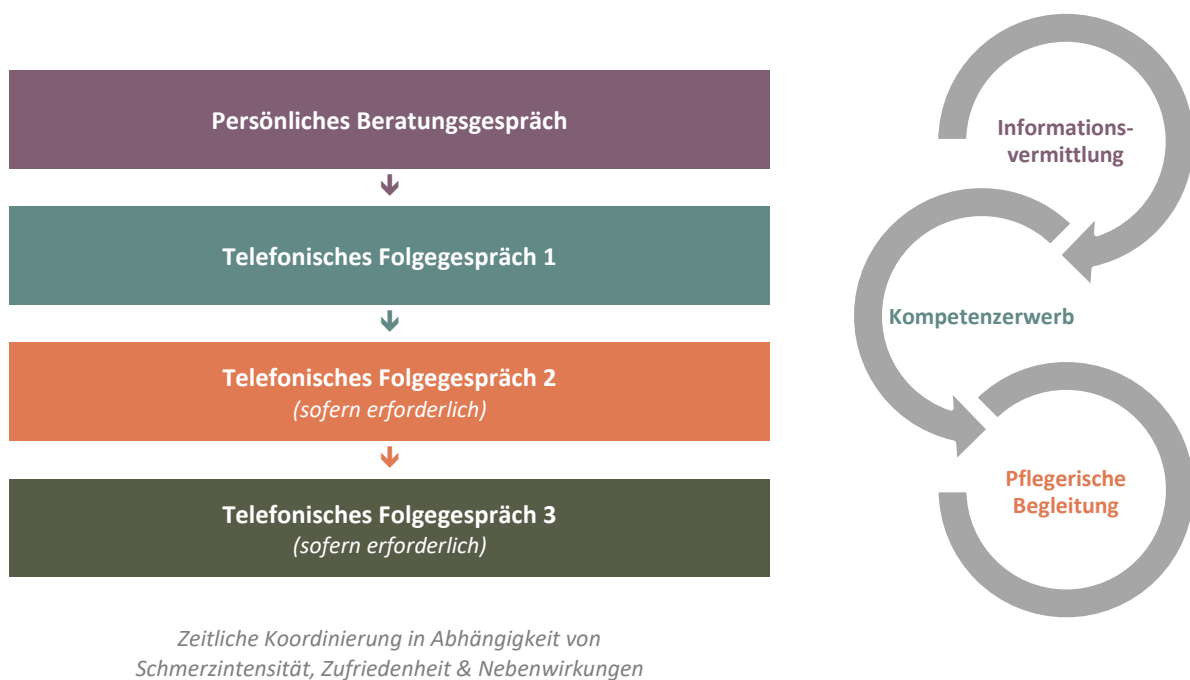 Persönliches Beratungsgespräch
Telefonisches Folgegespräch 1
Telefonisches Folgegespräch 2
(sofern erforderlich)
Telefonisches Folgegespräch 3
(sofern erforderlich)
Zeitliche Koordinierung in Abhängigkeit von
Schmerzintensität, Zufriedenheit & Nebenwirkungen
Informations-
vermittlung
Kompetenzerwerb
Pflegerische
Begleitung